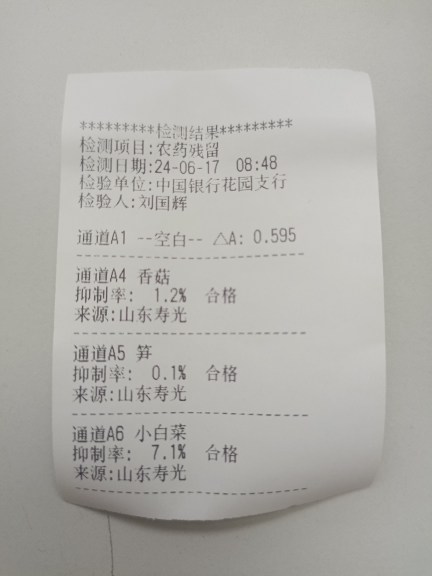 *********检测结果*********
检测项目:农药残留
检测日期:24-06-17 08:48
检验单位:中国银行花园支行
检验人:刘国辉
通道A1 --空白-- △A: 0.595
通道A4 香菇
抑制率: 1.2% 合格
来源:山东寿光
通道A5 笋
抑制率: 0.1% 合格
来源:山东寿光
通道A6 小白菜
抑制率: 7.1% 合格
来源:山东寿光